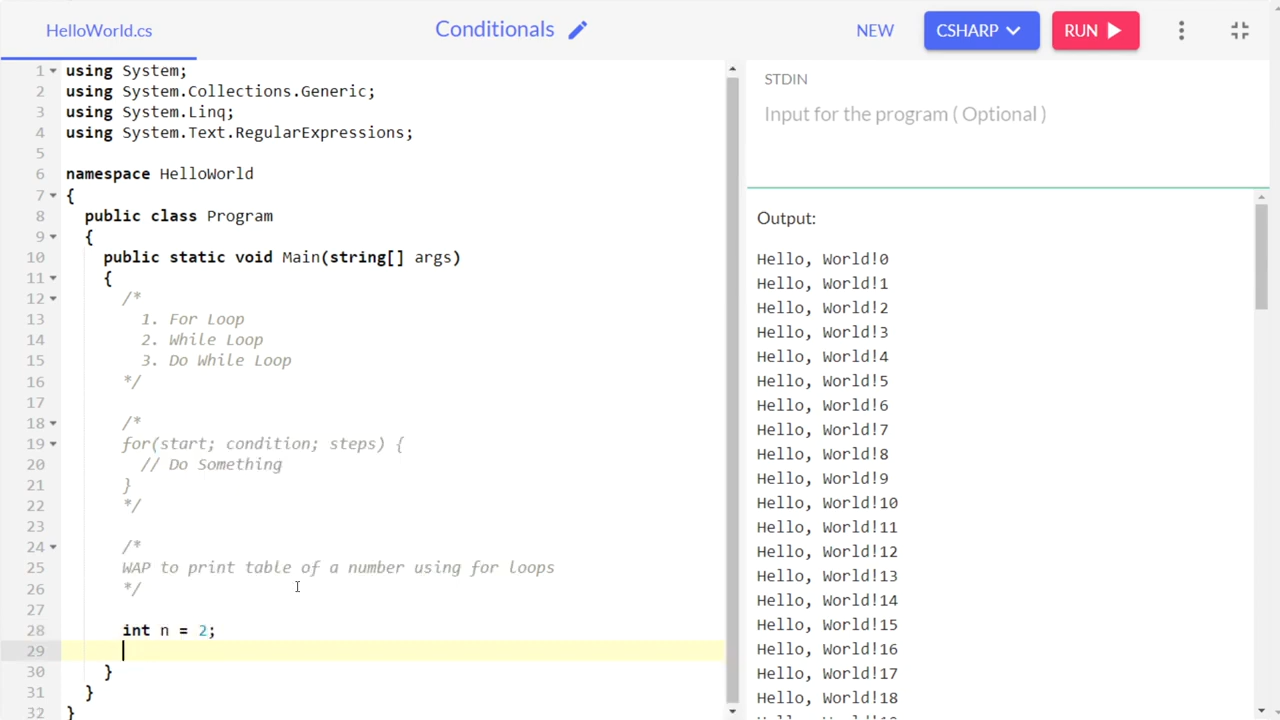 HelloWorld.cs
Conditionals
NEW
CSHARP
RUN
1 using System;
2 using System.Collections.Generic;
3 using System.Linq;
4 using System.Text.RegularExpressions;
5
6 namespace HelloWorld
7 {
8 public class Program
9 {
10 public static void Main(string[] args)
11 {
12 /*
13 1. For Loop
14 2. While Loop
15 3. Do While Loop
16 */
17
18 /*
19 for(start; condition; steps) {
20 // Do Something
21 }
22 */
23
24 /*
25 WAP to print table of a number using for loops
26 */
27
28 int n = 2;
29
30 }
31 }
32 }
STDIN
Input for the program ( Optional )
Output:
Hello, World!0
Hello, World!1
Hello, World!2
Hello, World!3
Hello, World!4
Hello, World!5
Hello, World!6
Hello, World!7
Hello, World!8
Hello, World!9
Hello, World!10
Hello, World!11
Hello, World!12
Hello, World!13
Hello, World!14
Hello, World!15
Hello, World!16
Hello, World!17
Hello, World!18